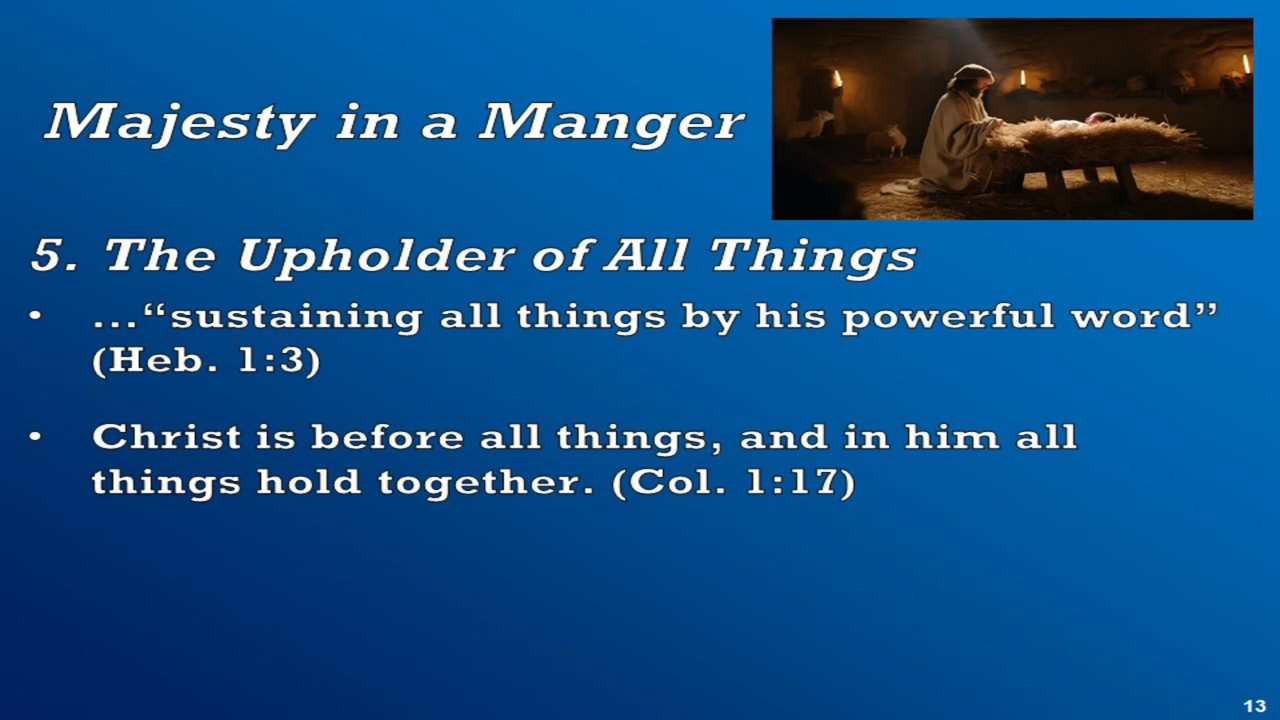 Majesty in a Manger
5. The Upholder of All Things
• ...“sustaining all things by his powerful word”
(Heb. 1:3)
• Christ is before all things, and in him all
things hold together. (Col. 1:17)
13